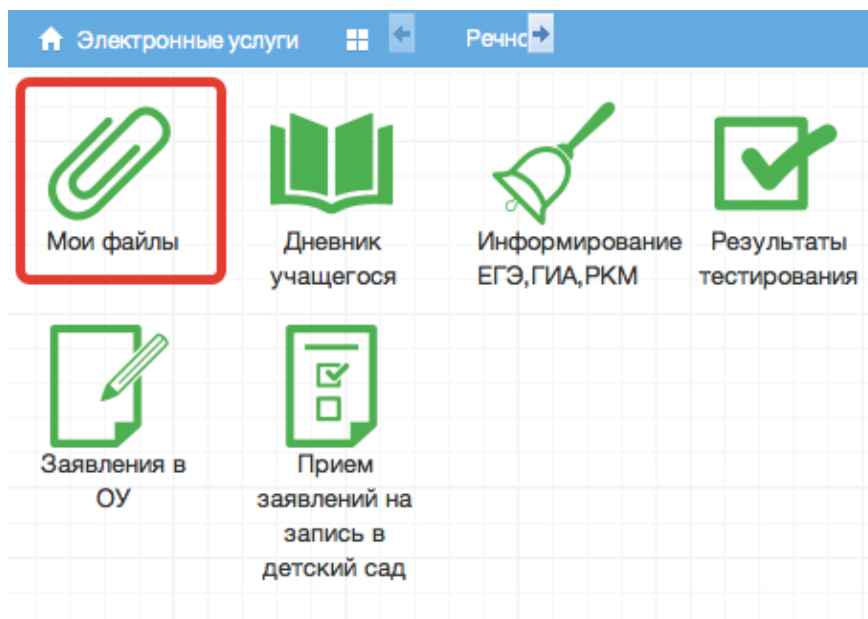 Электронные услуги
Речно
Мои файлы
Дневник
учащегося
Информирование
ЕГЭ,ГИА,РКМ
Результаты
тестирования
Заявления в
ОУ
Прием
заявлений на
запись в
детский сад